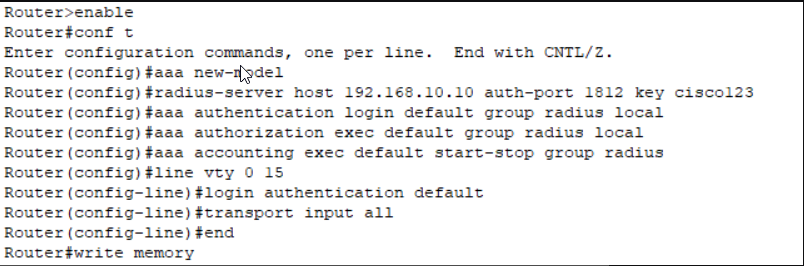 Router>enable
Router#conf t
Enter configuration commands, one per line.  End with CNTL/Z.
Router(config)#aaa new-model
Router(config)#radius-server host 192.168.10.10 auth-port 1812 key cisco123
Router(config)#aaa authentication login default group radius local
Router(config)#aaa authorization exec default group radius local
Router(config)#aaa accounting exec default start-stop group radius
Router(config)#line vty 0 15
Router(config-line)#login authentication default
Router(config-line)#transport input all
Router(config-line)#end
Router#write memory